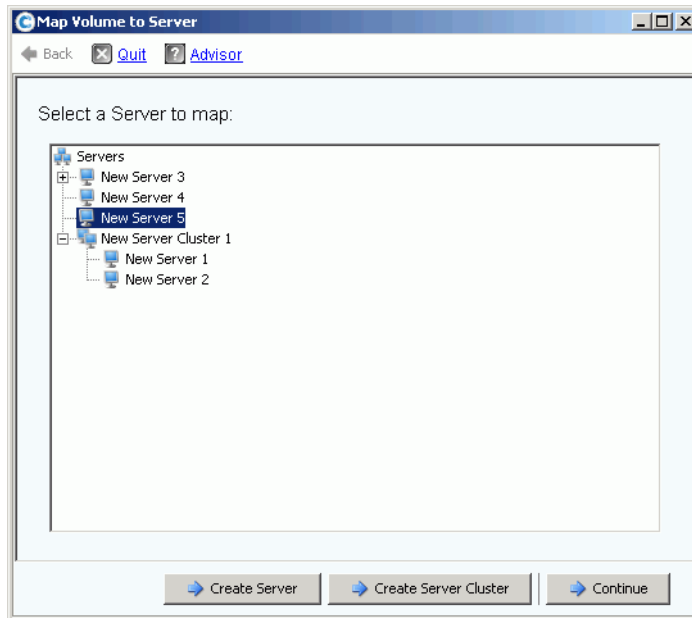 Map Volume to Server
Back Quit Advisor
Select a Server to map:
Servers
New Server 3
New Server 4
New Server 5
New Server Cluster 1
New Server 1
New Server 2
Create Server Create Server Cluster Continue